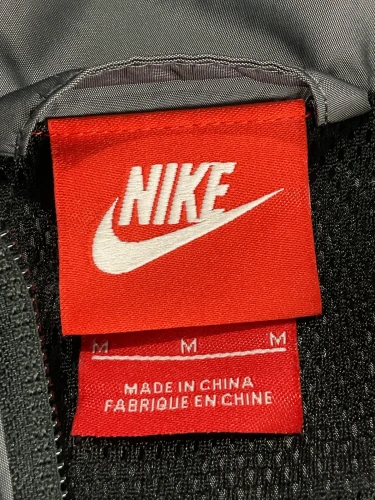 NIKE
M M M
MADE IN CHINA
FABRIQUE EN CHINE